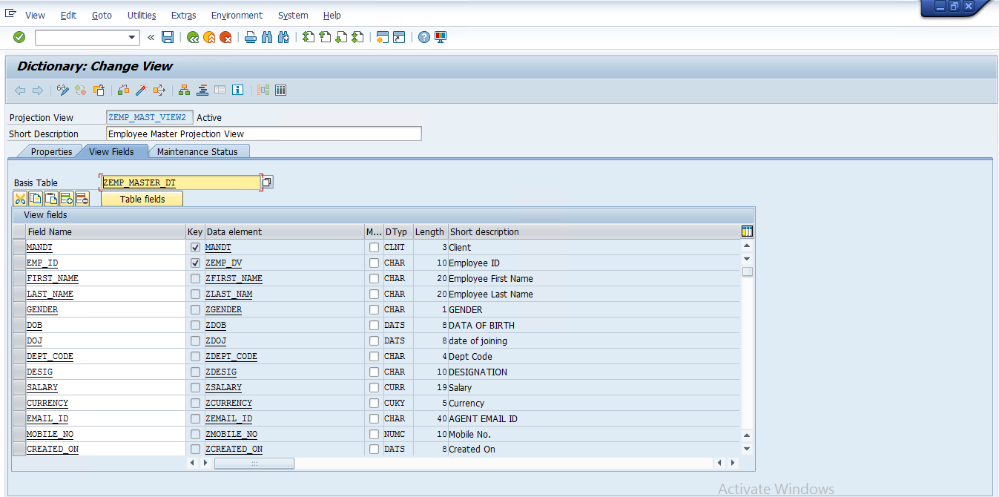 View Edit Goto Utilities Extras Environment System Help
Dictionary: Change View
Projection View ZEMP_MAST_VIEW2 Active
Short Description Employee Master Projection View
Properties View Fields Maintenance Status
Basis Table ZEMP_MASTER_DT
Table fields
View fields
Field Name Key Data element M... DTyp Length Short description
MANDT MANDT CLNT 3 Client
EMP_ID ZEMP_DV CHAR 10 Employee ID
FIRST_NAME ZFIRST_NAME CHAR 20 Employee First Name
LAST_NAME ZLAST_NAM CHAR 20 Employee Last Name
GENDER ZGENDER CHAR 1 GENDER
DOB ZDOB DATS 8 DATA OF BIRTH
DOJ ZDOJ DATS 8 date of joining
DEPT_CODE ZDEPT_CODE CHAR 4 Dept Code
DESIG ZDESIG CHAR 10 DESIGNATION
SALARY ZSALARY CURR 19 Salary
CURRENCY ZCURRENCY CUKY 5 Currency
EMAIL_ID ZEMAIL_ID CHAR 40 AGENT EMAIL ID
MOBILE_NO ZMOBILE_NO NUMC 10 Mobile No.
CREATED_ON ZCREATED_ON DATS 8 Created On
Activate Windows